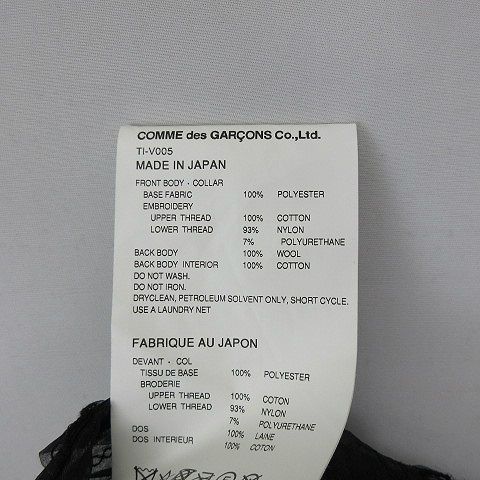 COMME des GARÇONS Co.,Ltd.
TI-V005
MADE IN JAPAN
FRONT BODY · COLLAR
BASE FABRIC 100% POLYESTER
EMBROIDERY
UPPER THREAD 100% COTTON
LOWER THREAD 93% NYLON
7% POLYURETHANE
BACK BODY 100% WOOL
BACK BODY INTERIOR 100% COTTON
DO NOT WASH.
DO NOT IRON.
DRYCLEAN, PETROLEUM SOLVENT ONLY, SHORT CYCLE.
USE A LAUNDRY NET
FABRIQUE AU JAPON
DEVANT · COL
TISSU DE BASE 100% POLYESTER
BRODERIE
UPPER THREAD 100% COTON
LOWER THREAD 93% NYLON
7% POLYURETHANE
DOS 100% LAINE
DOS INTERIEUR 100% COTON